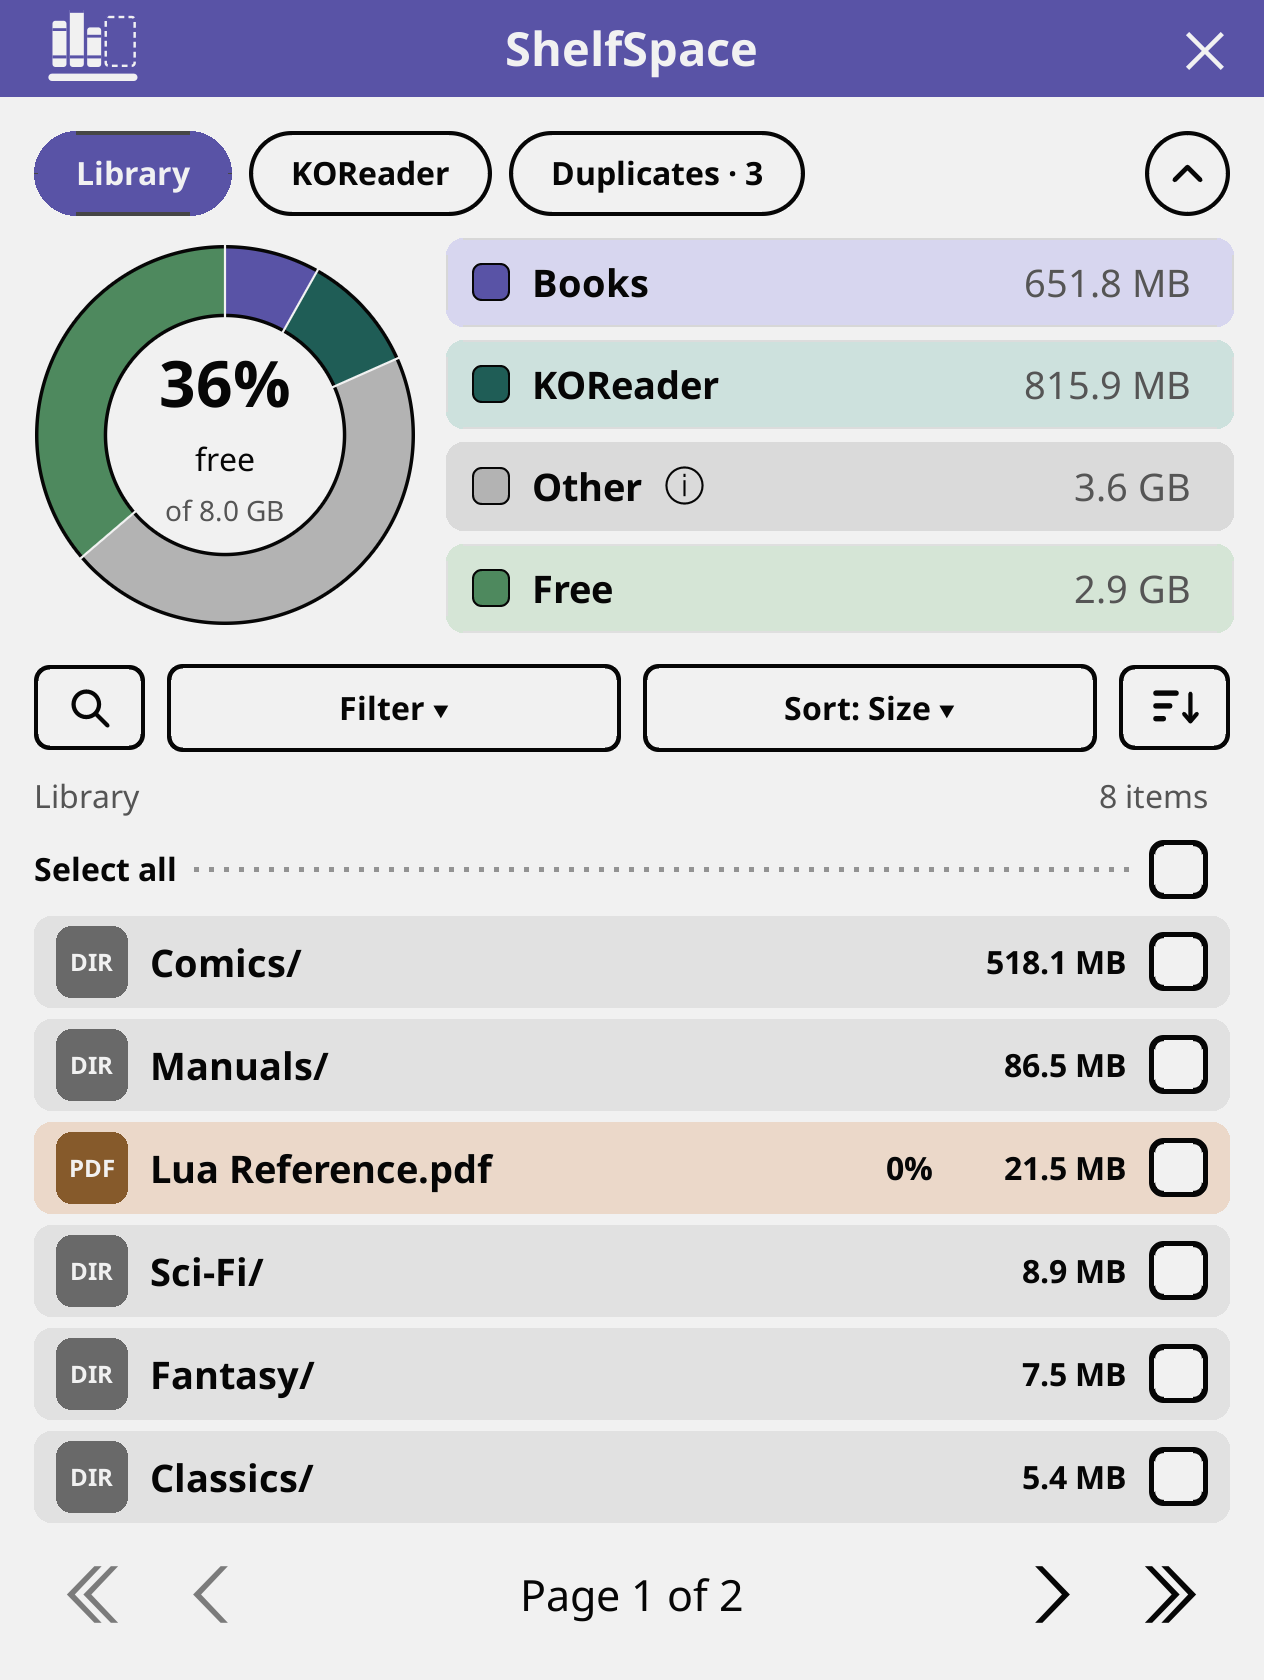 ShelfSpace
Library
KOReader
Duplicates · 3
36%
free
of 8.0 GB
Books 651.8 MB
KOReader 815.9 MB
Other ⓘ 3.6 GB
Free 2.9 GB
Filter ▾
Sort: Size ▾
Library 8 items
Select all
DIR Comics/ 518.1 MB
DIR Manuals/ 86.5 MB
PDF Lua Reference.pdf 0% 21.5 MB
DIR Sci-Fi/ 8.9 MB
DIR Fantasy/ 7.5 MB
DIR Classics/ 5.4 MB
Page 1 of 2